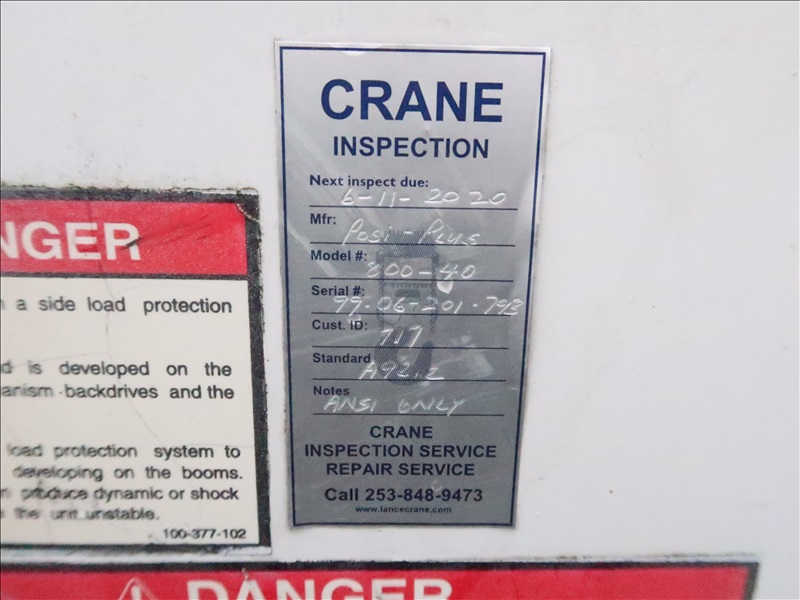 NGER
a side load protection
d is developed on the
anism backdrives and the
load protection system to
developing on the booms.
n produce dynamic or shock
the unit unstable.
100-377-102
CRANE
INSPECTION
Next inspect due:
6-11-2020
Mfr:
Posi-Plus
Model #:
800-40
Serial #:
99-06-201-793
Cust. ID:
717
Standard
A92.2
Notes
ANSI ONLY
CRANE
INSPECTION SERVICE
REPAIR SERVICE
Call 253-848-9473
www.lancecrane.com
DANGER